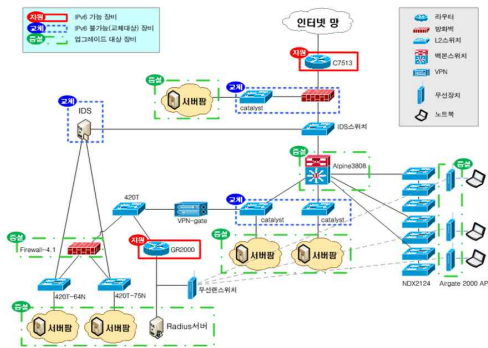 지원 IPv6 가능 장비
교체 IPv6 불가능(교체대상) 장비
증설 업그레이드 대상 장비
인터넷 망
라우터
방화벽
L2스위치
백본스위치
VPN
무선장치
노트북
지원
C7513
증설
서버팜
교체
catalyst
교체
IDS
iDS스위치
증설
Alpine3808
증설
420T
VPN-gate
교체
catalyst
catalyst
증설
Firewall-4.1
지원
GR2000
증설
서버팜
서버팜
무선랜스위치
420T-64N
420T-75N
NDX2124
Airgate 2000 AP
증설
서버팜
서버팜
Radius서버